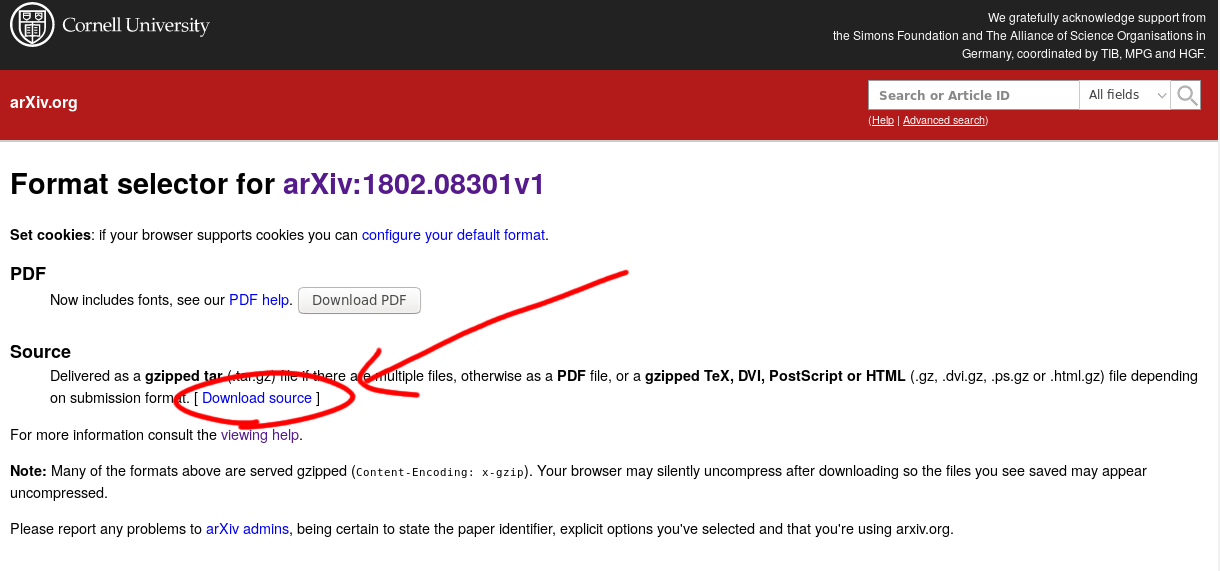 Cornell University
We gratefully acknowledge support from
the Simons Foundation and The Alliance of Science Organisations in
Germany, coordinated by TIB, MPG and HGF.
arXiv.org
Search or Article ID
All fields
(Help | Advanced search)
Format selector for arXiv:1802.08301v1
Set cookies: if your browser supports cookies you can configure your default format.
PDF
Now includes fonts, see our PDF help. Download PDF
Source
Delivered as a gzipped tar (.tar.gz) file if there are multiple files, otherwise as a PDF file, or a gzipped TeX, DVI, PostScript or HTML (.gz, .dvi.gz, .ps.gz or .html.gz) file depending
on submission format. [ Download source ]
For more information consult the viewing help.
Note: Many of the formats above are served gzipped (Content-Encoding: x-gzip). Your browser may silently uncompress after downloading so the files you see saved may appear
uncompressed.
Please report any problems to arXiv admins, being certain to state the paper identifier, explicit options you've selected and that you're using arxiv.org.